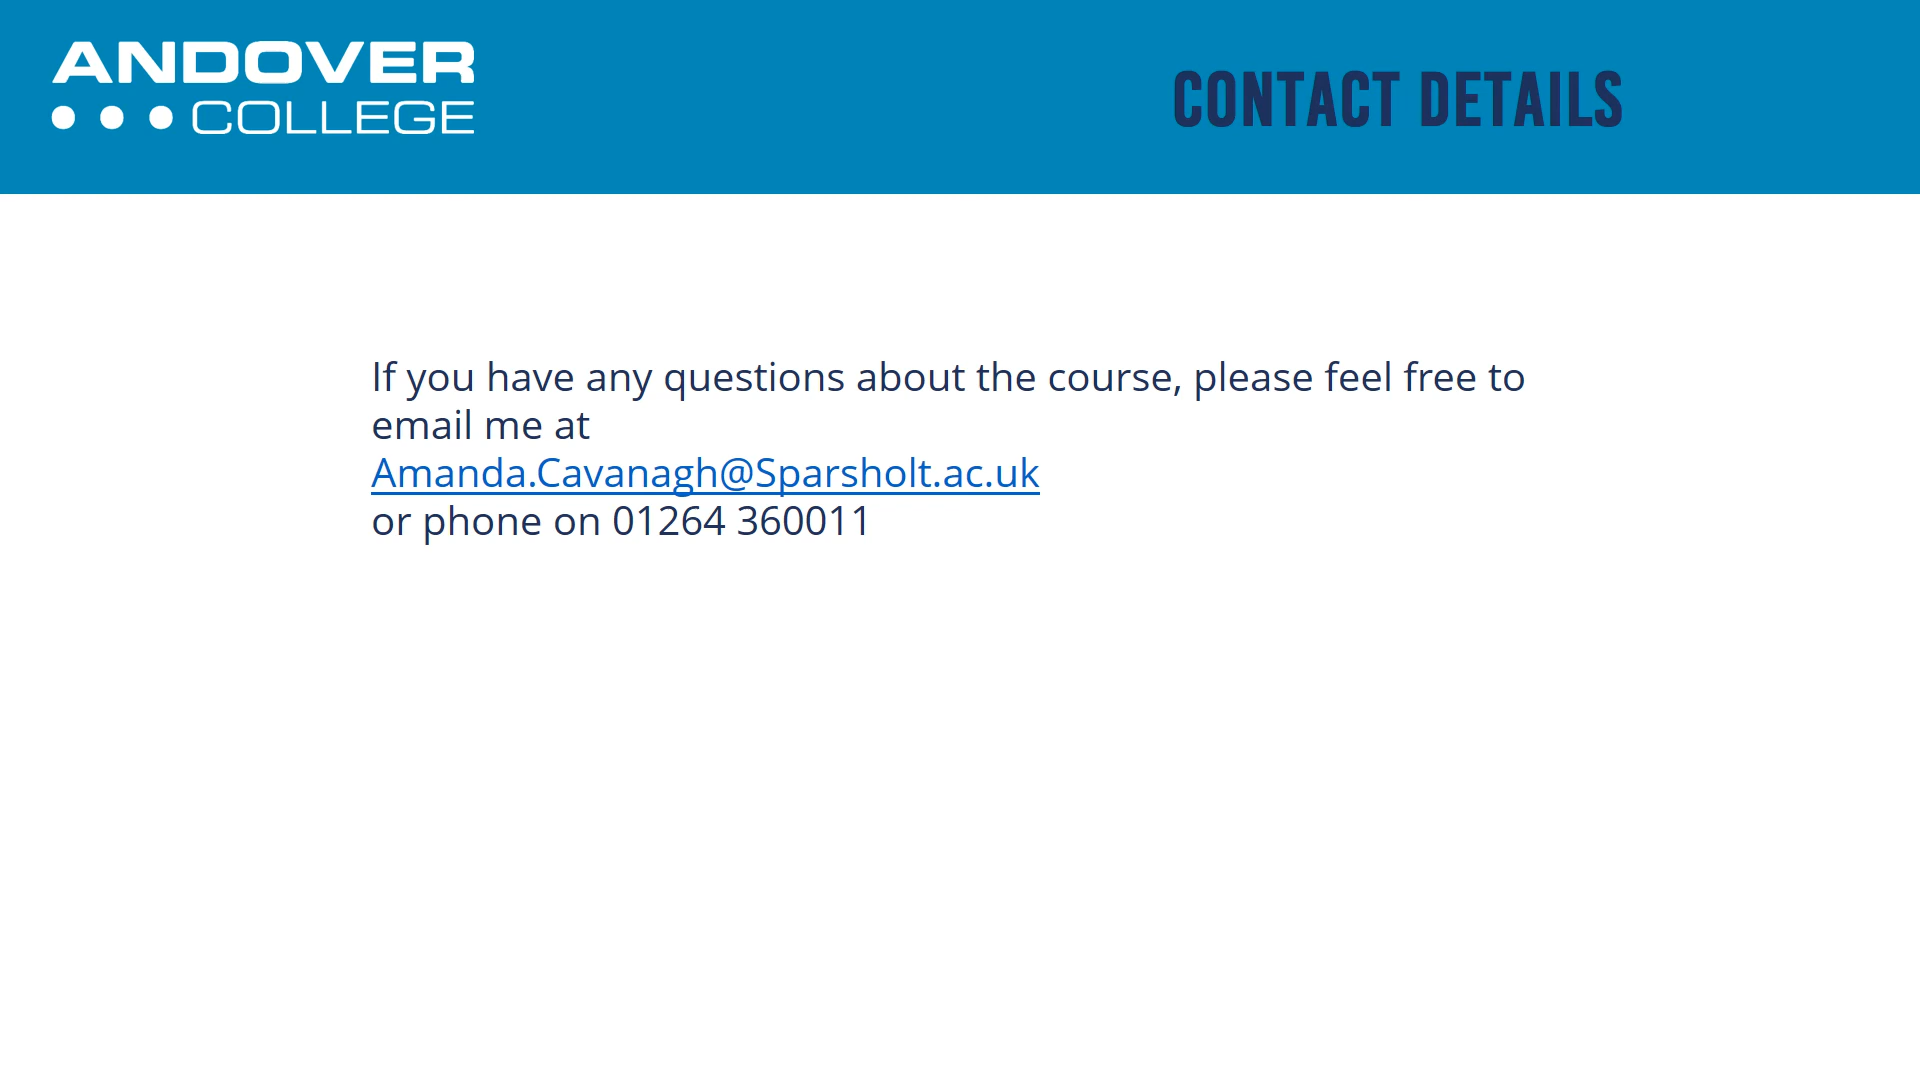 ANDOVER
COLLEGE
CONTACT DETAILS
If you have any questions about the course, please feel free to
email me at
Amanda.Cavanagh@Sparsholt.ac.uk
or phone on 01264 360011